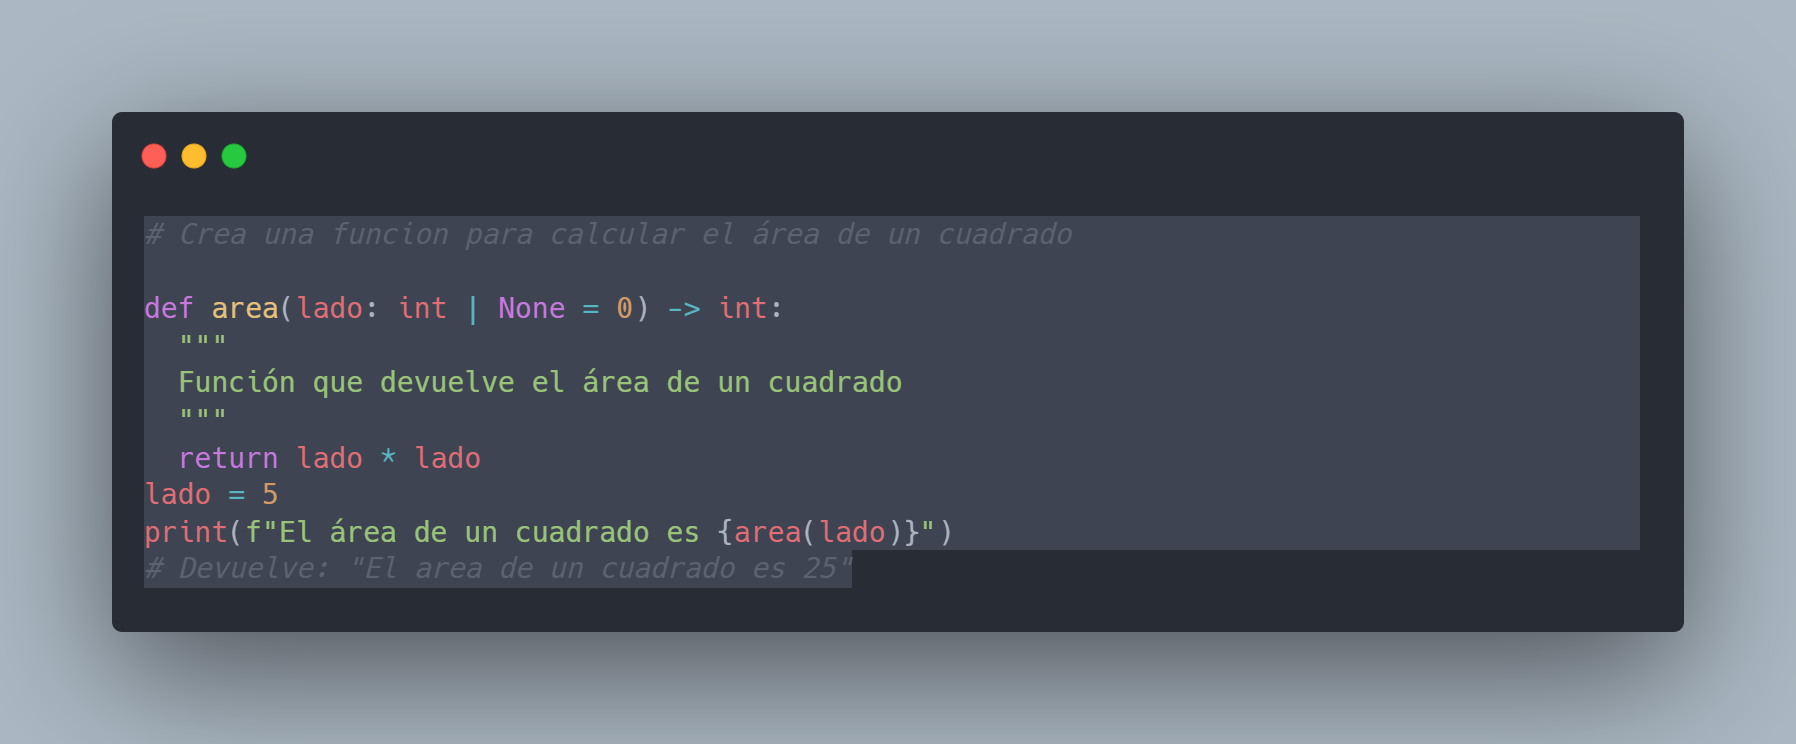 # Crea una funcion para calcular el área de un cuadrado
def area(lado: int | None = 0) -> int:
"""
Función que devuelve el área de un cuadrado
"""
return lado * lado
lado = 5
print(f"El área de un cuadrado es {area(lado)}")
# Devuelve: "El area de un cuadrado es 25"